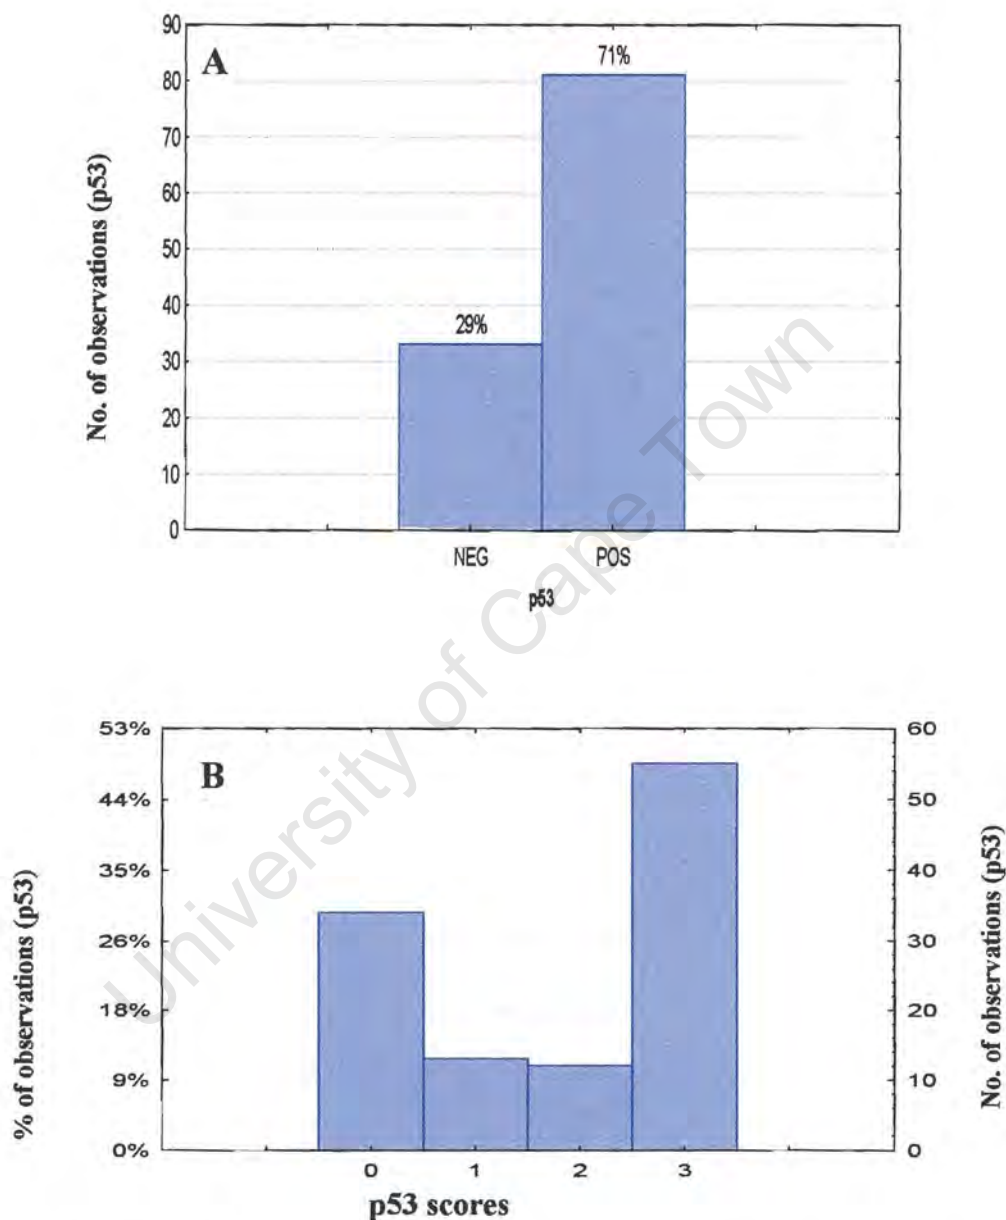 A
No. of observations (p53)
90
80
70
60
50
40
30
20
10
0
71%
29%
NEG POS
p53
B
% of observations (p53)
53%
44%
35%
26%
18%
9%
0%
60
50
40
30
20
10
0
No. of observations (p53)
0 1 2 3
p53 scores
University of Cape Town